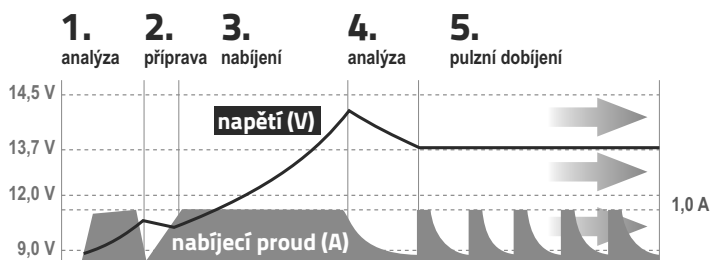 1. 2. 3. 4. 5.
analýza příprava nabíjení analýza pulzní dobíjení
14,5 V
napětí (V)
13,7 V
12,0 V
1,0 A
nabíjecí proud (A)
9,0 V